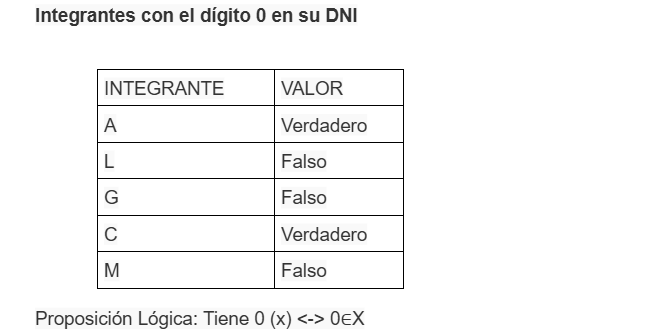 Integrantes con el dígito 0 en su DNI
INTEGRANTE VALOR
A Verdadero
L Falso
G Falso
C Verdadero
M Falso
Proposición Lógica: Tiene 0 (x) <-> 0∈X